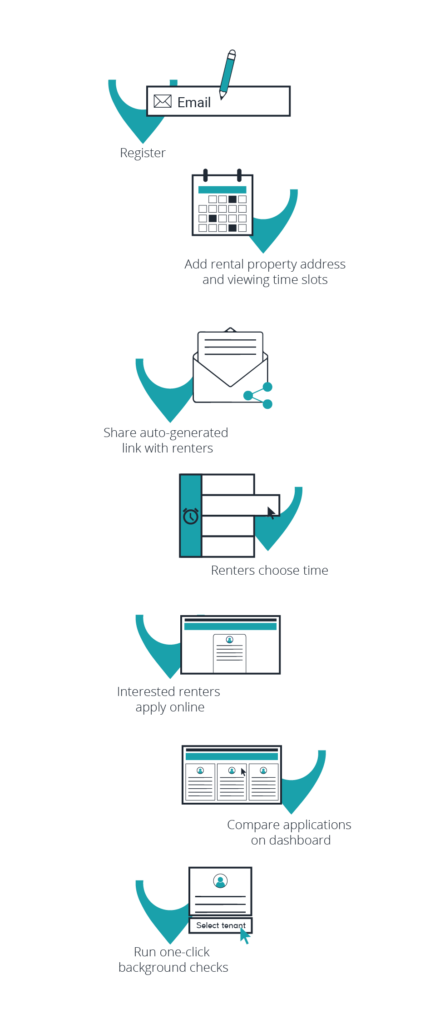 Email
Register
Add rental property address
and viewing time slots
Share auto-generated
link with renters
Renters choose time
Interested renters
apply online
Compare applications
on dashboard
Select tenant
Run one-click
background checks